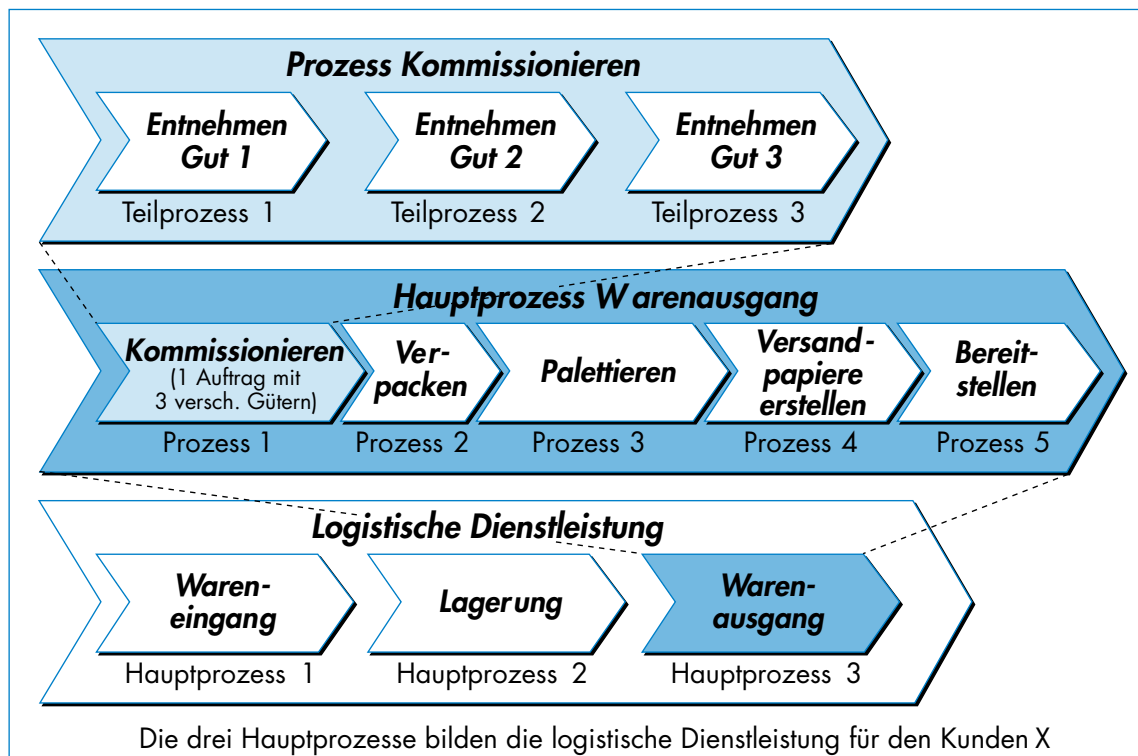 Prozess Kommissionieren
Entnehmen
Gut 1
Entnehmen
Gut 2
Entnehmen
Gut 3
Teilprozess 1
Teilprozess 2
Teilprozess 3
Hauptprozess Warenausgang
Kommissionieren
(1 Auftrag mit
3 versch. Gütern)
Ver-
packen
Palettieren
Versand-
papiere
erstellen
Bereit-
stellen
Prozess 1
Prozess 2
Prozess 3
Prozess 4
Prozess 5
Logistische Dienstleistung
Waren-
eingang
Lagerung
Waren-
ausgang
Hauptprozess 1
Hauptprozess 2
Hauptprozess 3
Die drei Hauptprozesse bilden die logistische Dienstleistung für den Kunden X